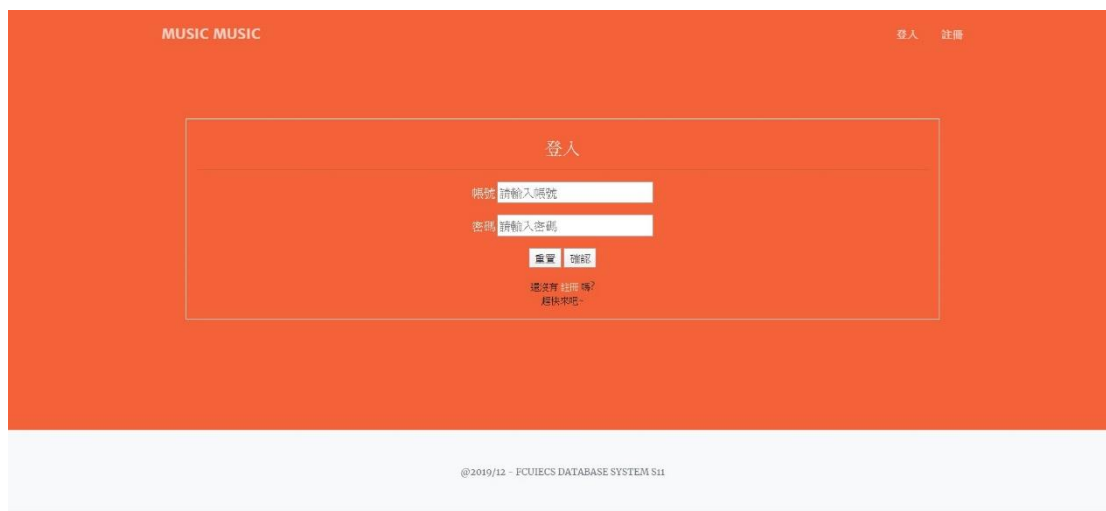 MUSIC MUSIC
登入 註冊
登入
帳號 請輸入帳號
密碼 請輸入密碼
重置 確認
還沒有 註冊 嗎?
趕快來吧~
@2019/12 - FCUIECS DATABASE SYSTEM S11